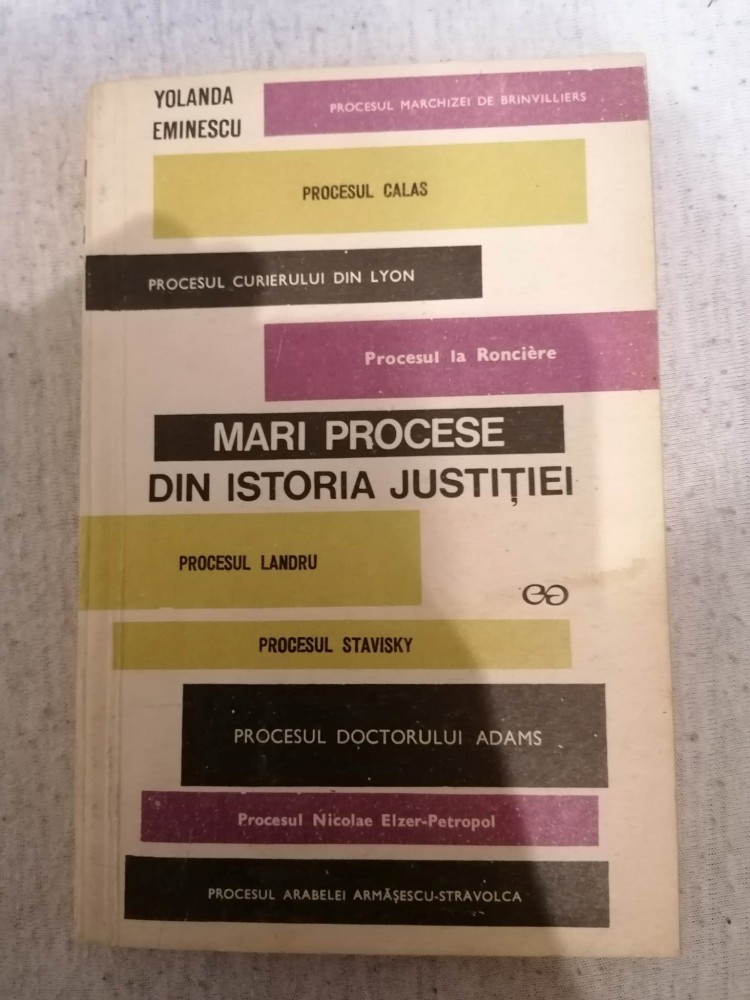 YOLANDA
EMINESCU
PROCESUL MARCHIZEI DE BRINVILLIERS
PROCESUL CALAS
PROCESUL CURIERULUI DIN LYON
Procesul la Roncière
MARI PROCESE
DIN ISTORIA JUSTIȚIEI
PROCESUL LANDRU
PROCESUL STAVISKY
PROCESUL DOCTORULUI ADAMS
Procesul Nicolae Elzer-Petropol
PROCESUL ARABELEI ARMĂȘESCU-STRAVOLCA